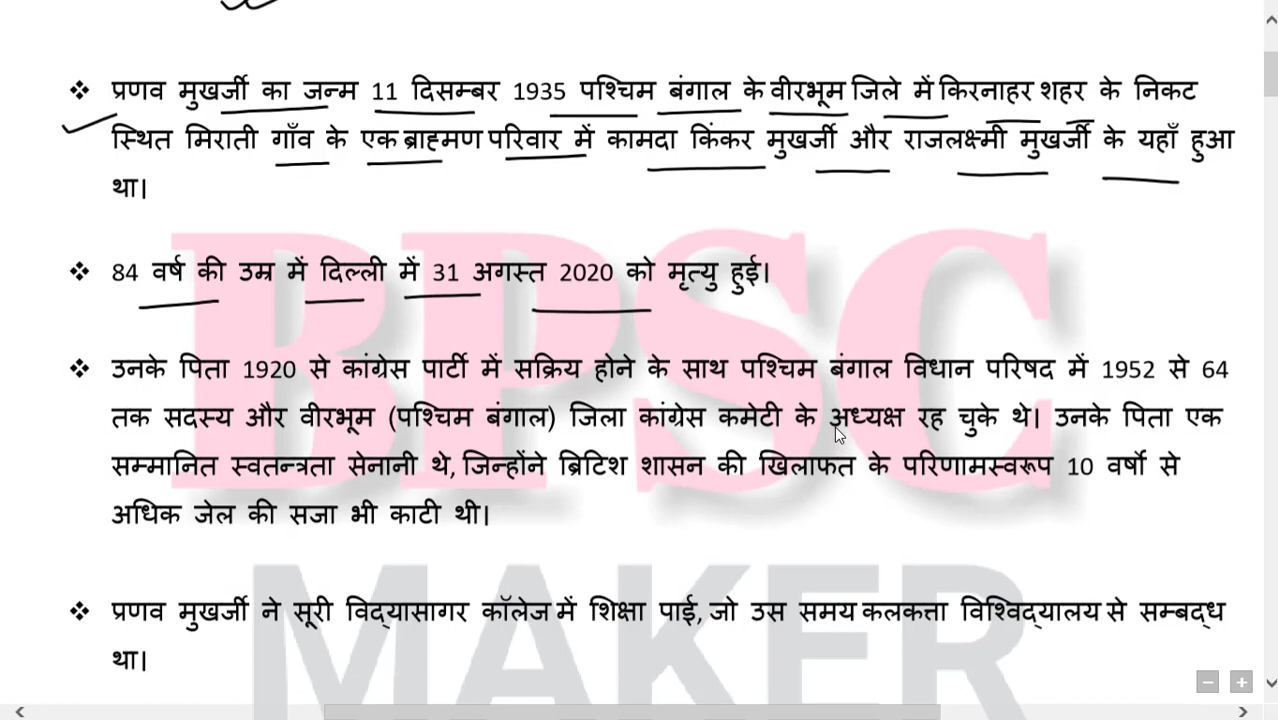 ❖ प्रणव मुखर्जी का जन्म 11 दिसम्बर 1935 पश्चिम बंगाल के वीरभूम जिले में किरनाहर शहर के निकट
स्थित मिराती गाँव के एक ब्राह्मण परिवार में कामदा किंकर मुखर्जी और राजलक्ष्मी मुखर्जी के यहाँ हुआ
था।
❖ 84 वर्ष की उम्र में दिल्ली में 31 अगस्त 2020 को मृत्यु हुई।
❖ उनके पिता 1920 से कांग्रेस पार्टी में सक्रिय होने के साथ पश्चिम बंगाल विधान परिषद में 1952 से 64
तक सदस्य और वीरभूम (पश्चिम बंगाल) जिला कांग्रेस कमेटी के अध्यक्ष रह चुके थे। उनके पिता एक
सम्मानित स्वतन्त्रता सेनानी थे, जिन्होंने ब्रिटिश शासन की खिलाफत के परिणामस्वरूप 10 वर्षो से
अधिक जेल की सजा भी काटी थी।
❖ प्रणव मुखर्जी ने सूरी विद्यासागर कॉलेज में शिक्षा पाई, जो उस समय कलकत्ता विश्विद्यालय से सम्बद्ध
था।
BPSC
MAKER